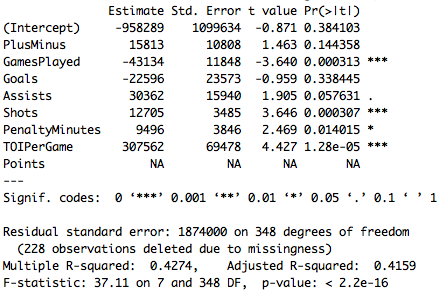 Estimate Std. Error t value Pr(>|t|)
(Intercept) -958289 1099634 -0.871 0.384103
PlusMinus 15813 10808 1.463 0.144358
GamesPlayed -43134 11848 -3.640 0.000313 ***
Goals -22596 23573 -0.959 0.338445
Assists 30362 15940 1.905 0.057631 .
Shots 12705 3485 3.646 0.000307 ***
PenaltyMinutes 9496 3846 2.469 0.014015 *
TOIPerGame 307562 69478 4.427 1.28e-05 ***
Points NA NA NA NA
---
Signif. codes: 0 ‘***’ 0.001 ‘**’ 0.01 ‘*’ 0.05 ‘.’ 0.1 ‘ ’ 1
Residual standard error: 1874000 on 348 degrees of freedom
(228 observations deleted due to missingness)
Multiple R-squared: 0.4274, Adjusted R-squared: 0.4159
F-statistic: 37.11 on 7 and 348 DF, p-value: < 2.2e-16